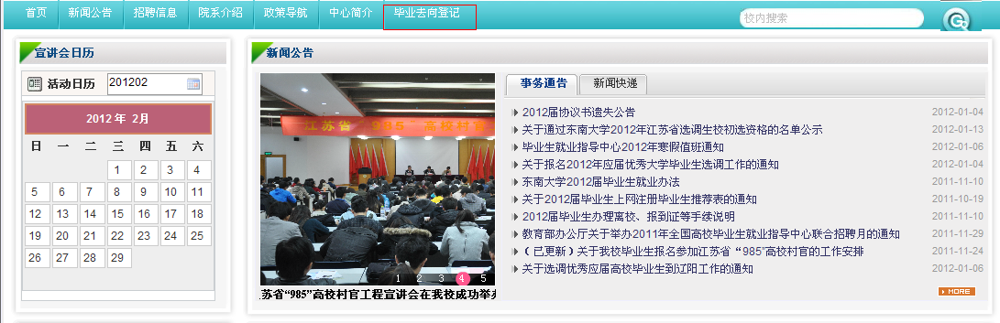 首页 新闻公告 招聘信息 院系介绍 政策导航 中心简介 毕业去向登记 校内搜索
宣讲会日历
活动日历 201202
2012 年 2月
日 一 二 三 四 五 六
1 2 3 4
5 6 7 8 9 10 11
12 13 14 15 16 17 18
19 20 21 22 23 24 25
26 27 28 29
新闻公告
江苏省“985”高校村官
1 2 3 4 5
苏省“985”高校村官工程宣讲会在我校成功举办
事务通告 新闻快递
2012届协议书遗失公告 2012-01-04
关于通过东南大学2012年江苏省选调生校初选资格的名单公示 2012-01-13
毕业生就业指导中心2012年寒假值班通知 2012-01-06
关于报名2012年应届优秀大学毕业生选调工作的通知 2012-01-04
东南大学2012届毕业生就业办法 2011-11-10
关于2012届毕业生上网注册毕业生推荐表的通知 2011-10-19
2012届毕业生办理离校、报到证等手续说明 2011-11-10
教育部办公厅关于举办2011年全国高校毕业生就业指导中心联合招聘月的通知 2011-11-29
（已更新）关于我校毕业生报名参加江苏省“985”高校村官的工作安排 2011-11-24
关于选调优秀应届高校毕业生到辽阳工作的通知 2012-01-06
MORE